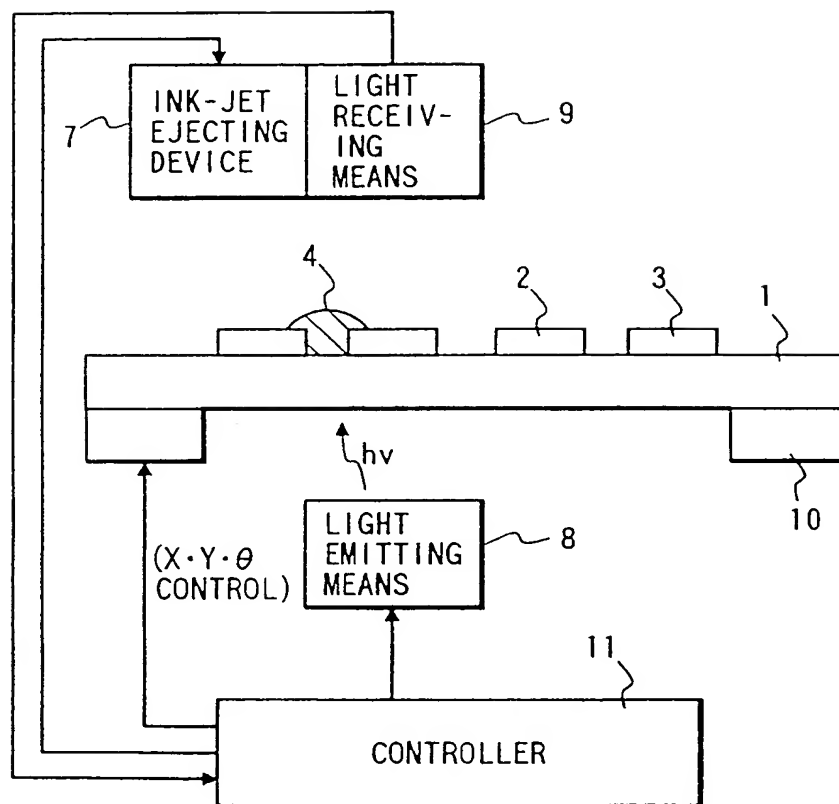 INK-JET
EJECTING
DEVICE
LIGHT
RECEIV-
ING
MEANS
7
9
4
2
3
1
hν
10
LIGHT
EMITTING
MEANS
8
(X·Y·θ
CONTROL)
11
CONTROLLER